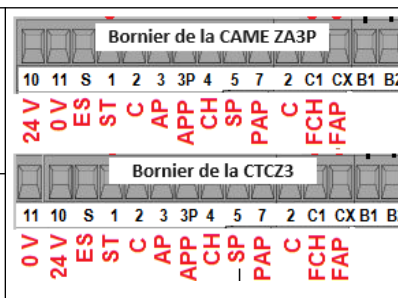 Bornier de la CAME ZA3P
10 11 S 1 2 3 3P 4 5 7 2 C1 CX B1 B2
24 V 0 V ES ST C AP APP CH SP PAP C FCH FAP
Bornier de la CTCZ3
11 10 S 1 2 3 3P 4 5 7 2 C1 CX B1 B
0 V 24 V ES ST C AP APP CH SP PAP C FCH FAP